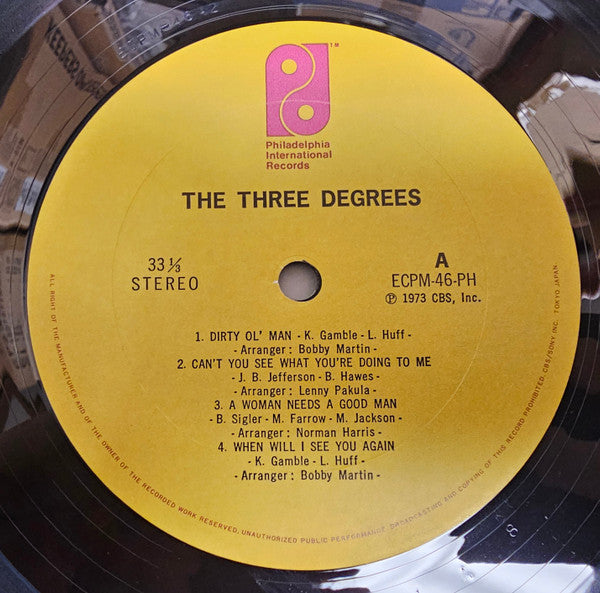 TM
Philadelphia
International
Records
THE THREE DEGREES
33 1/3
STEREO
A
ECPM-46-PH
Ⓟ 1973 CBS, Inc.
1. DIRTY OL' MAN - K. Gamble - L. Huff -
- Arranger : Bobby Martin -
2. CAN'T YOU SEE WHAT YOU'RE DOING TO ME
- J. B. Jefferson - B. Hawes -
- Arranger : Lenny Pakula -
3. A WOMAN NEEDS A GOOD MAN
- B. Sigler - M. Farrow - M. Jackson -
- Arranger : Norman Harris -
4. WHEN WILL I SEE YOU AGAIN
- K. Gamble - L. Huff -
- Arranger : Bobby Martin -
ALL RIGHT OF THE MANUFACTURER AND OF THE OWNER OF THE RECORDED WORK RESERVED. UNAUTHORIZED PUBLIC PERFORMANCE, BROADCASTING AND COPYING OF THIS RECORD PROHIBITED. CBS/SONY INC. TOKYO JAPAN.
8